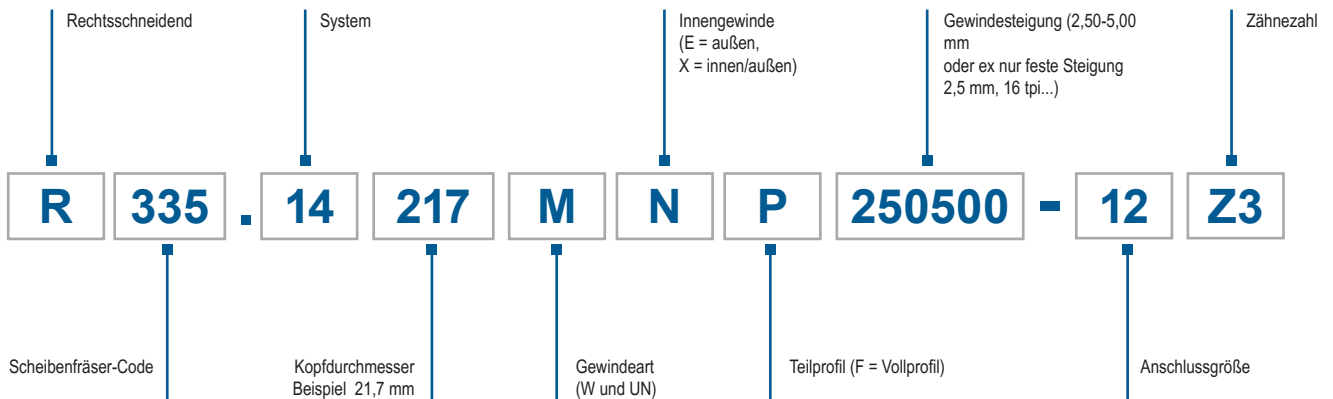 Rechtsschneidend
System
Innengewinde
(E = außen,
X = innen/außen)
Gewindesteigung (2,50-5,00
mm
oder ex nur feste Steigung
2,5 mm, 16 tpi...)
Zähnezahl
R 335 . 14 217 M N P 250500 - 12 Z3
Scheibenfräser-Code
Kopfdurchmesser
Beispiel 21,7 mm
Gewindeart
(W und UN)
Teilprofil (F = Vollprofil)
Anschlussgröße